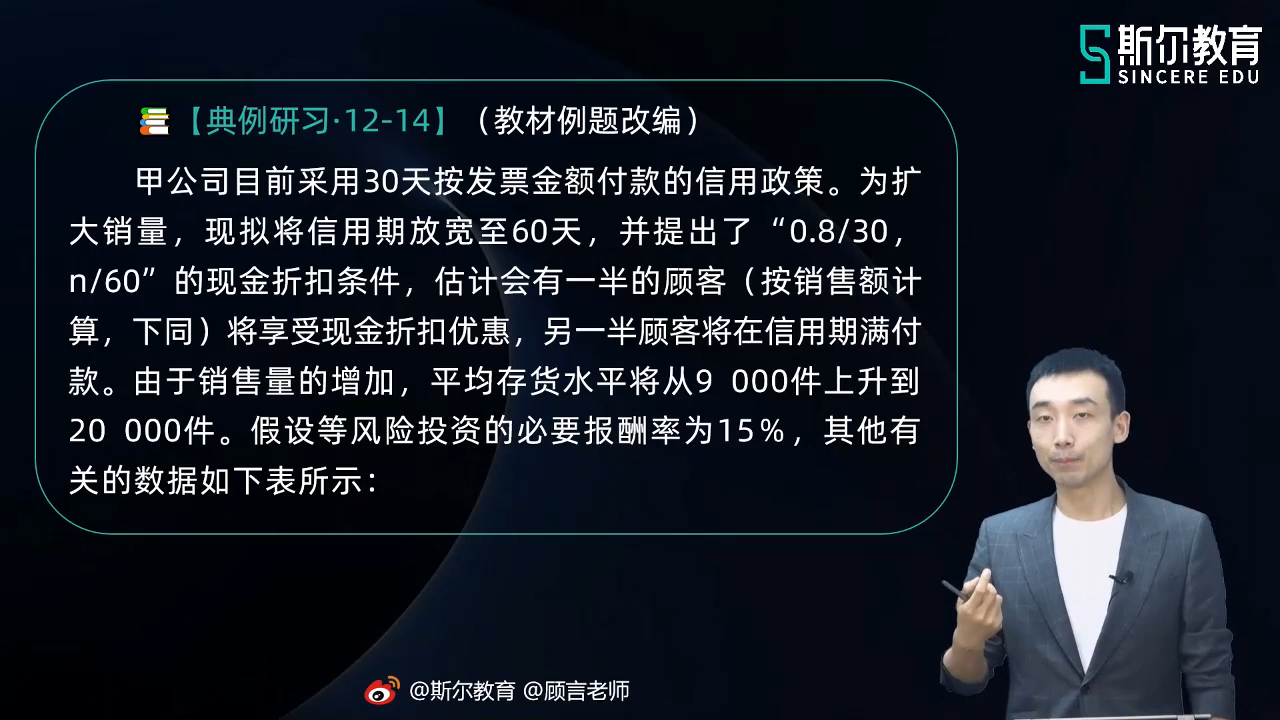 斯尔教育
SINCERE EDU
【典例研习·12-14】（教材例题改编）
甲公司目前采用30天按发票金额付款的信用政策。为扩
大销量，现拟将信用期放宽至60天，并提出了“0.8/30，
n/60”的现金折扣条件，估计会有一半的顾客（按销售额计
算，下同）将享受现金折扣优惠，另一半顾客将在信用期满付
款。由于销售量的增加，平均存货水平将从9 000件上升到
20 000件。假设等风险投资的必要报酬率为15%，其他有
关的数据如下表所示：
@斯尔教育 @顾言老师